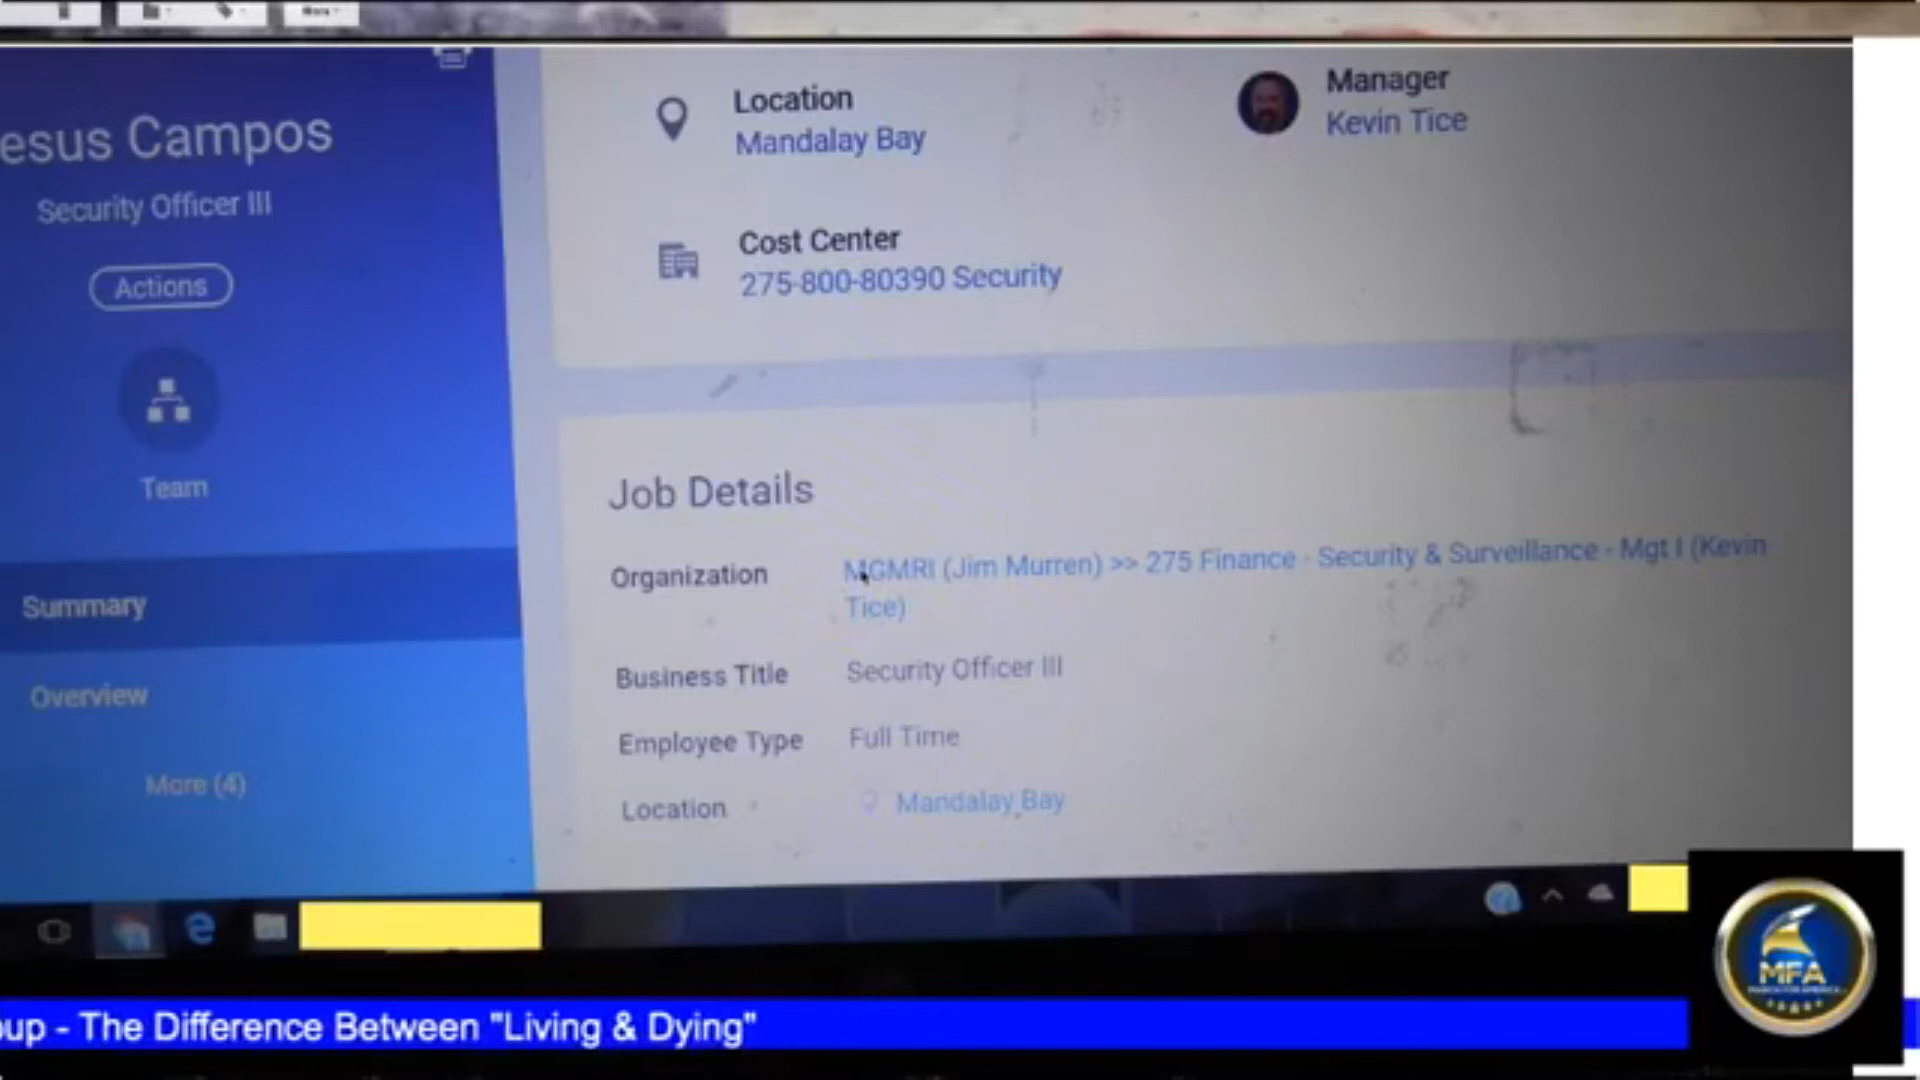 More
esus Campos
Security Officer III
Actions
Team
Summary
Overview
More (4)
Location
Mandalay Bay
Manager
Kevin Tice
Cost Center
275-800-80390 Security
Job Details
Organization MGMRI (Jim Murren) >> 275 Finance - Security & Surveillance - Mgt I (Kevin
Tice)
Business Title Security Officer III
Employee Type Full Time
Location Mandalay Bay
MFA
oup - The Difference Between "Living & Dying"